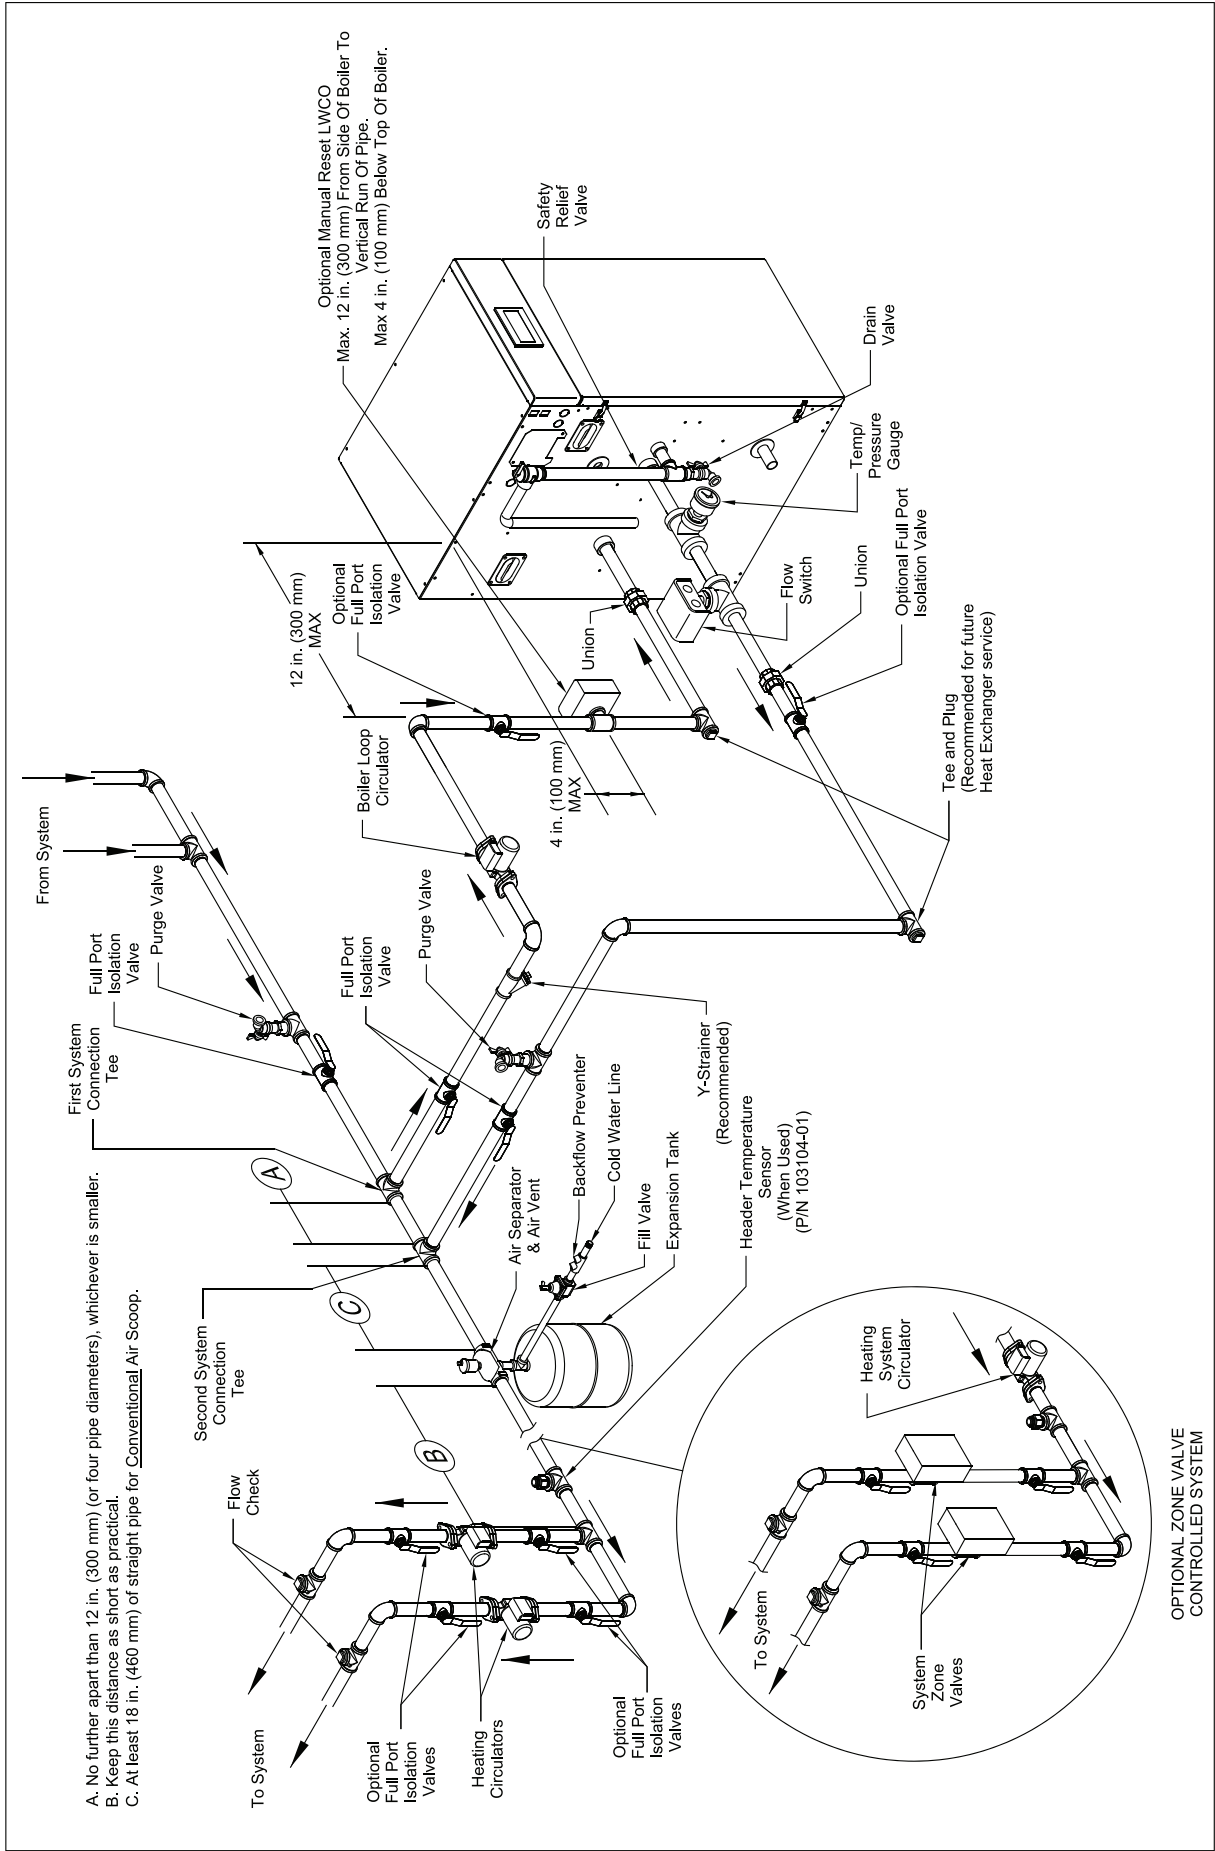 A. No further apart than 12 in. (300 mm) (or four pipe diameters), whichever is smaller.
B. Keep this distance as short as practical.
C. At least 18 in. (460 mm) of straight pipe for Conventional Air Scoop.
From System
Purge Valve
Full Port
Isolation
Valve
First System
Connection
Tee
A
C
B
Second System
Connection
Tee
Flow
Check
To System
Optional
Full Port
Isolation
Valves
Heating
Circulators
Optional
Full Port
Isolation
Valves
Optional Manual Reset LWCO
Max. 12 in. (300 mm) From Side Of Boiler To
Vertical Run Of Pipe.
Max 4 in. (100 mm) Below Top Of Boiler.
12 in. (300 mm)
MAX
Optional
Full Port
Isolation
Valve
Boiler Loop
Circulator
Full Port
Isolation
Valve
Purge Valve
4 in. (100 mm)
MAX
Union
Safety
Relief
Valve
Drain
Valve
Temp/
Pressure
Gauge
Flow
Switch
Union
Optional Full Port
Isolation Valve
Tee and Plug
(Recommended for future
Heat Exchanger service)
Y-Strainer
(Recommended)
Air Separator
& Air Vent
Backflow Preventer
Cold Water Line
Fill Valve
Expansion Tank
Header Temperature
Sensor
(When Used)
(P/N 103104-01)
Heating
System
Circulator
To System
System
Zone
Valves
OPTIONAL ZONE VALVE
CONTROLLED SYSTEM